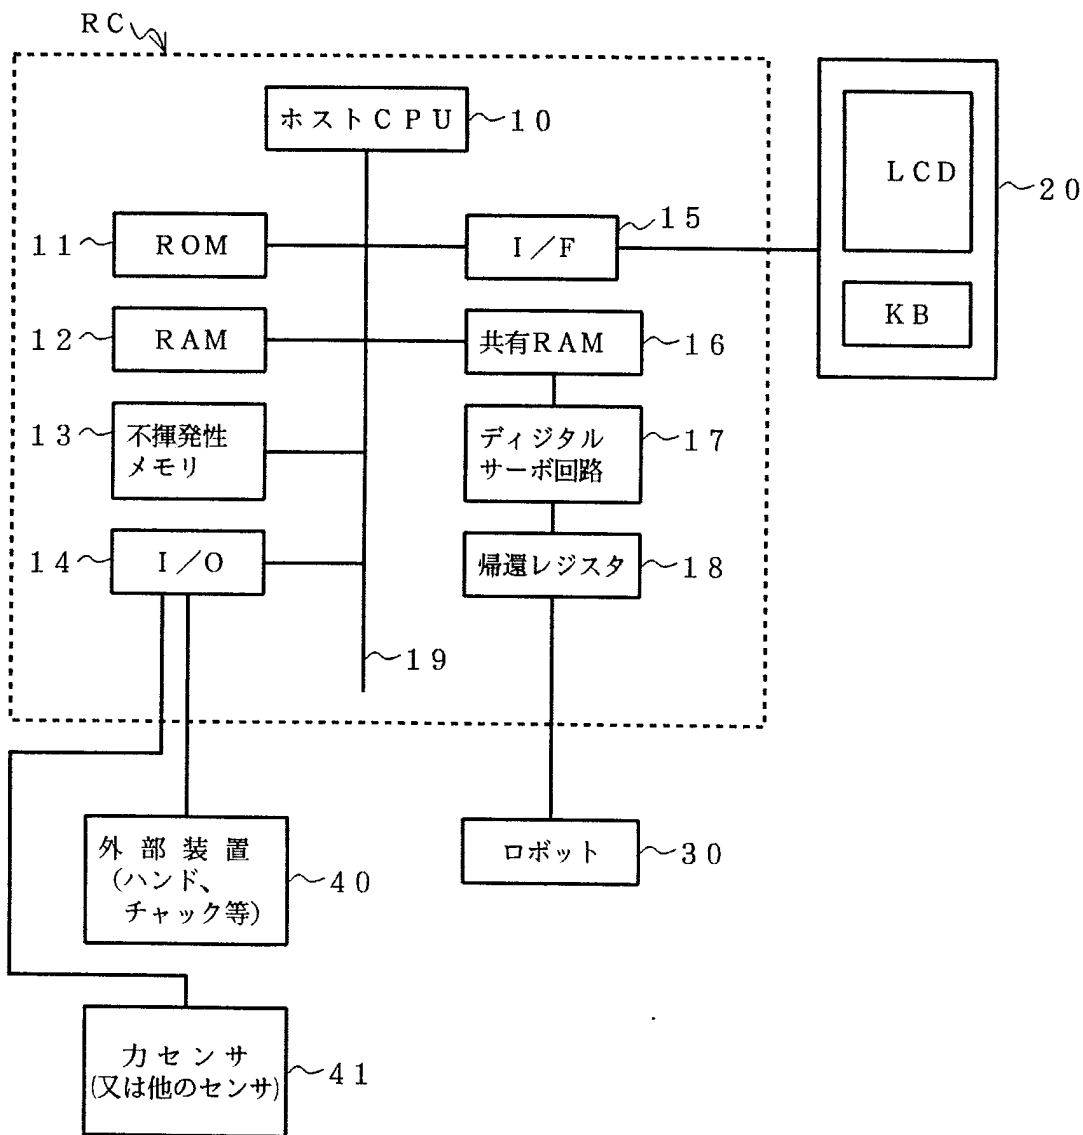 RC
ホストCPU
10
LCD
20
11
ROM
I/F
15
KB
12
RAM
共有RAM
16
13
不揮発性
メモリ
ディジタル
サーボ回路
17
14
I/O
帰還レジスタ
18
19
外部装置
(ハンド、
チャック等)
40
ロボット
30
力センサ
(又は他のセンサ)
41